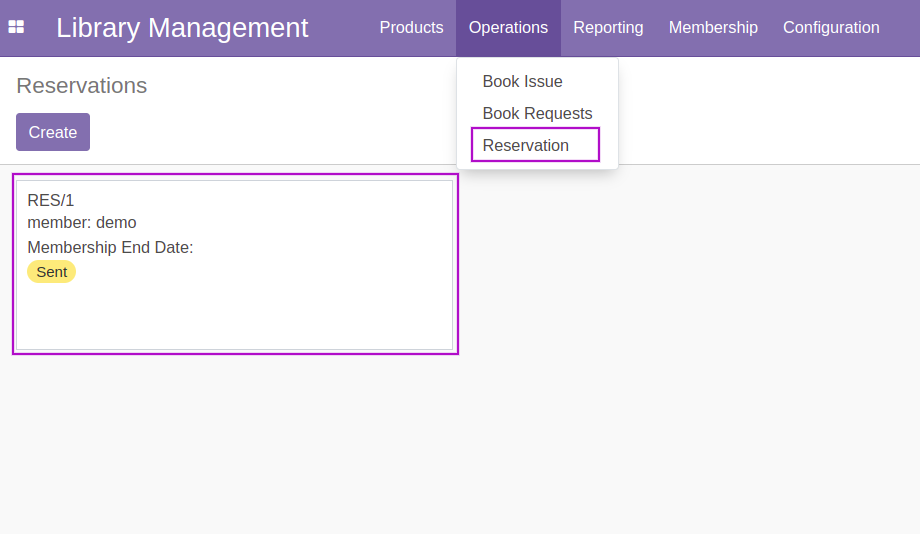 Library Management
Products Operations Reporting Membership Configuration
Reservations
Create
Book Issue
Book Requests
Reservation
RES/1
member: demo
Membership End Date:
Sent